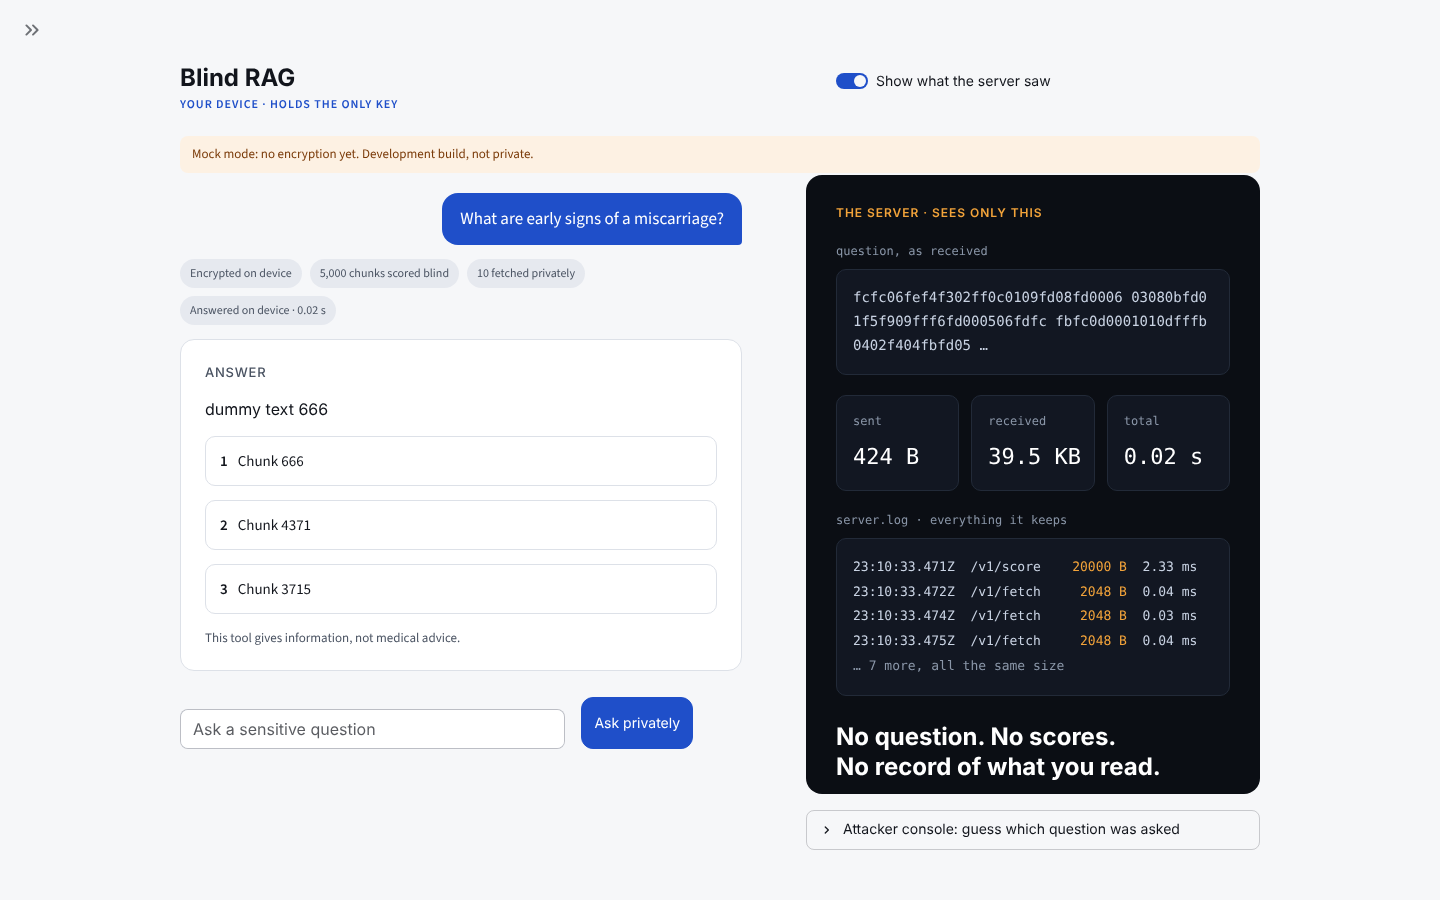 Blind RAG
YOUR DEVICE · HOLDS THE ONLY KEY
Show what the server saw
Mock mode: no encryption yet. Development build, not private.
What are early signs of a miscarriage?
Encrypted on device
5,000 chunks scored blind
10 fetched privately
Answered on device · 0.02 s
ANSWER
dummy text 666
1 Chunk 666
2 Chunk 4371
3 Chunk 3715
This tool gives information, not medical advice.
Ask a sensitive question
Ask privately
THE SERVER · SEES ONLY THIS
question, as received
fcfc06fef4f302ff0c0109fd08fd0006 03080bfd0
1f5f909fff6fd000506fdfc fbfc0d0001010dfffb
0402f404fbfd05 …
sent
424 B
received
39.5 KB
total
0.02 s
server.log · everything it keeps
23:10:33.471Z /v1/score 20000 B 2.33 ms
23:10:33.472Z /v1/fetch 2048 B 0.04 ms
23:10:33.474Z /v1/fetch 2048 B 0.03 ms
23:10:33.475Z /v1/fetch 2048 B 0.04 ms
… 7 more, all the same size
No question. No scores.
No record of what you read.
Attacker console: guess which question was asked